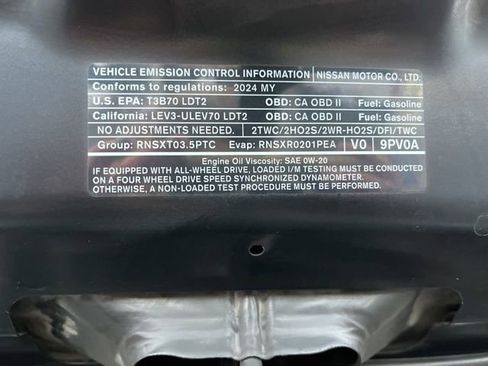 VEHICLE EMISSION CONTROL INFORMATION NISSAN MOTOR CO., LTD.
Conforms to regulations: 2024 MY
U.S. EPA: T3B70 LDT2 OBD: CA OBD II Fuel: Gasoline
California: LEV3-ULEV70 LDT2 OBD: CA OBD II Fuel: Gasoline
NO ADJUSTMENTS NEEDED. 2TWC/2HO2S/2WR-HO2S/DFI/TWC
Group: RNSXT03.5PTC Evap: RNSXR0201PEA V0 9PV0A
Engine Oil Viscosity: SAE 0W-20
IF EQUIPPED WITH ALL-WHEEL DRIVE, LOADED I/M TESTING MUST BE CONDUCTED
ON A FOUR WHEEL DRIVE SPEED SYNCHRONIZED DYNAMOMETER.
OTHERWISE, A NON-LOADED TEST PROCEDURE MUST BE PERFORMED.